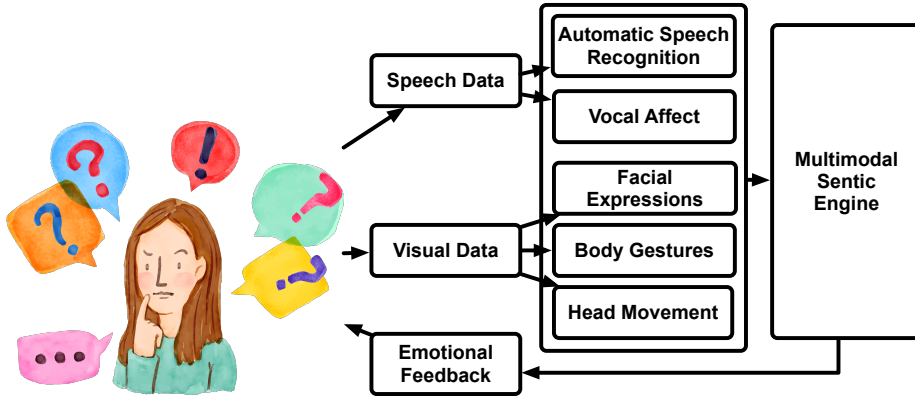 Speech Data
Visual Data
Emotional
Feedback
Automatic Speech
Recognition
Vocal Affect
Facial
Expressions
Body Gestures
Head Movement
Multimodal
Sentic
Engine
?
!
?
?
?
...